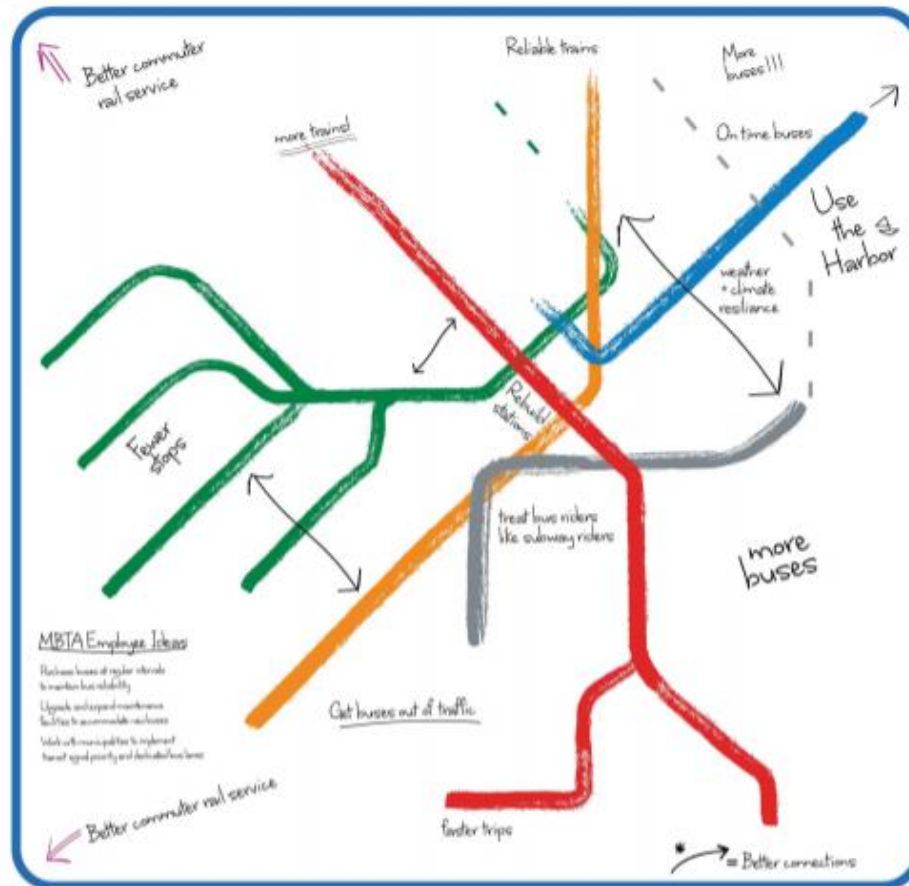 Better commuter
rail service
Reliable trains
More
buses!!!
more trains!
On time buses
Use
the
Harbor
weather
+ climate
resiliance
Rebuild
stations
Fewer
stops
treat bus riders
like subway riders
more
buses
MBTA Employee Ideas
Purchase buses at regular intervals
to maintain bus reliability
Upgrade and expand maintenance
facilities to accommodate new buses
Work with municipalities to implement
transit signal priority and dedicated bus lanes
Get buses out of traffic
Better commuter rail service
faster trips
* = Better connections